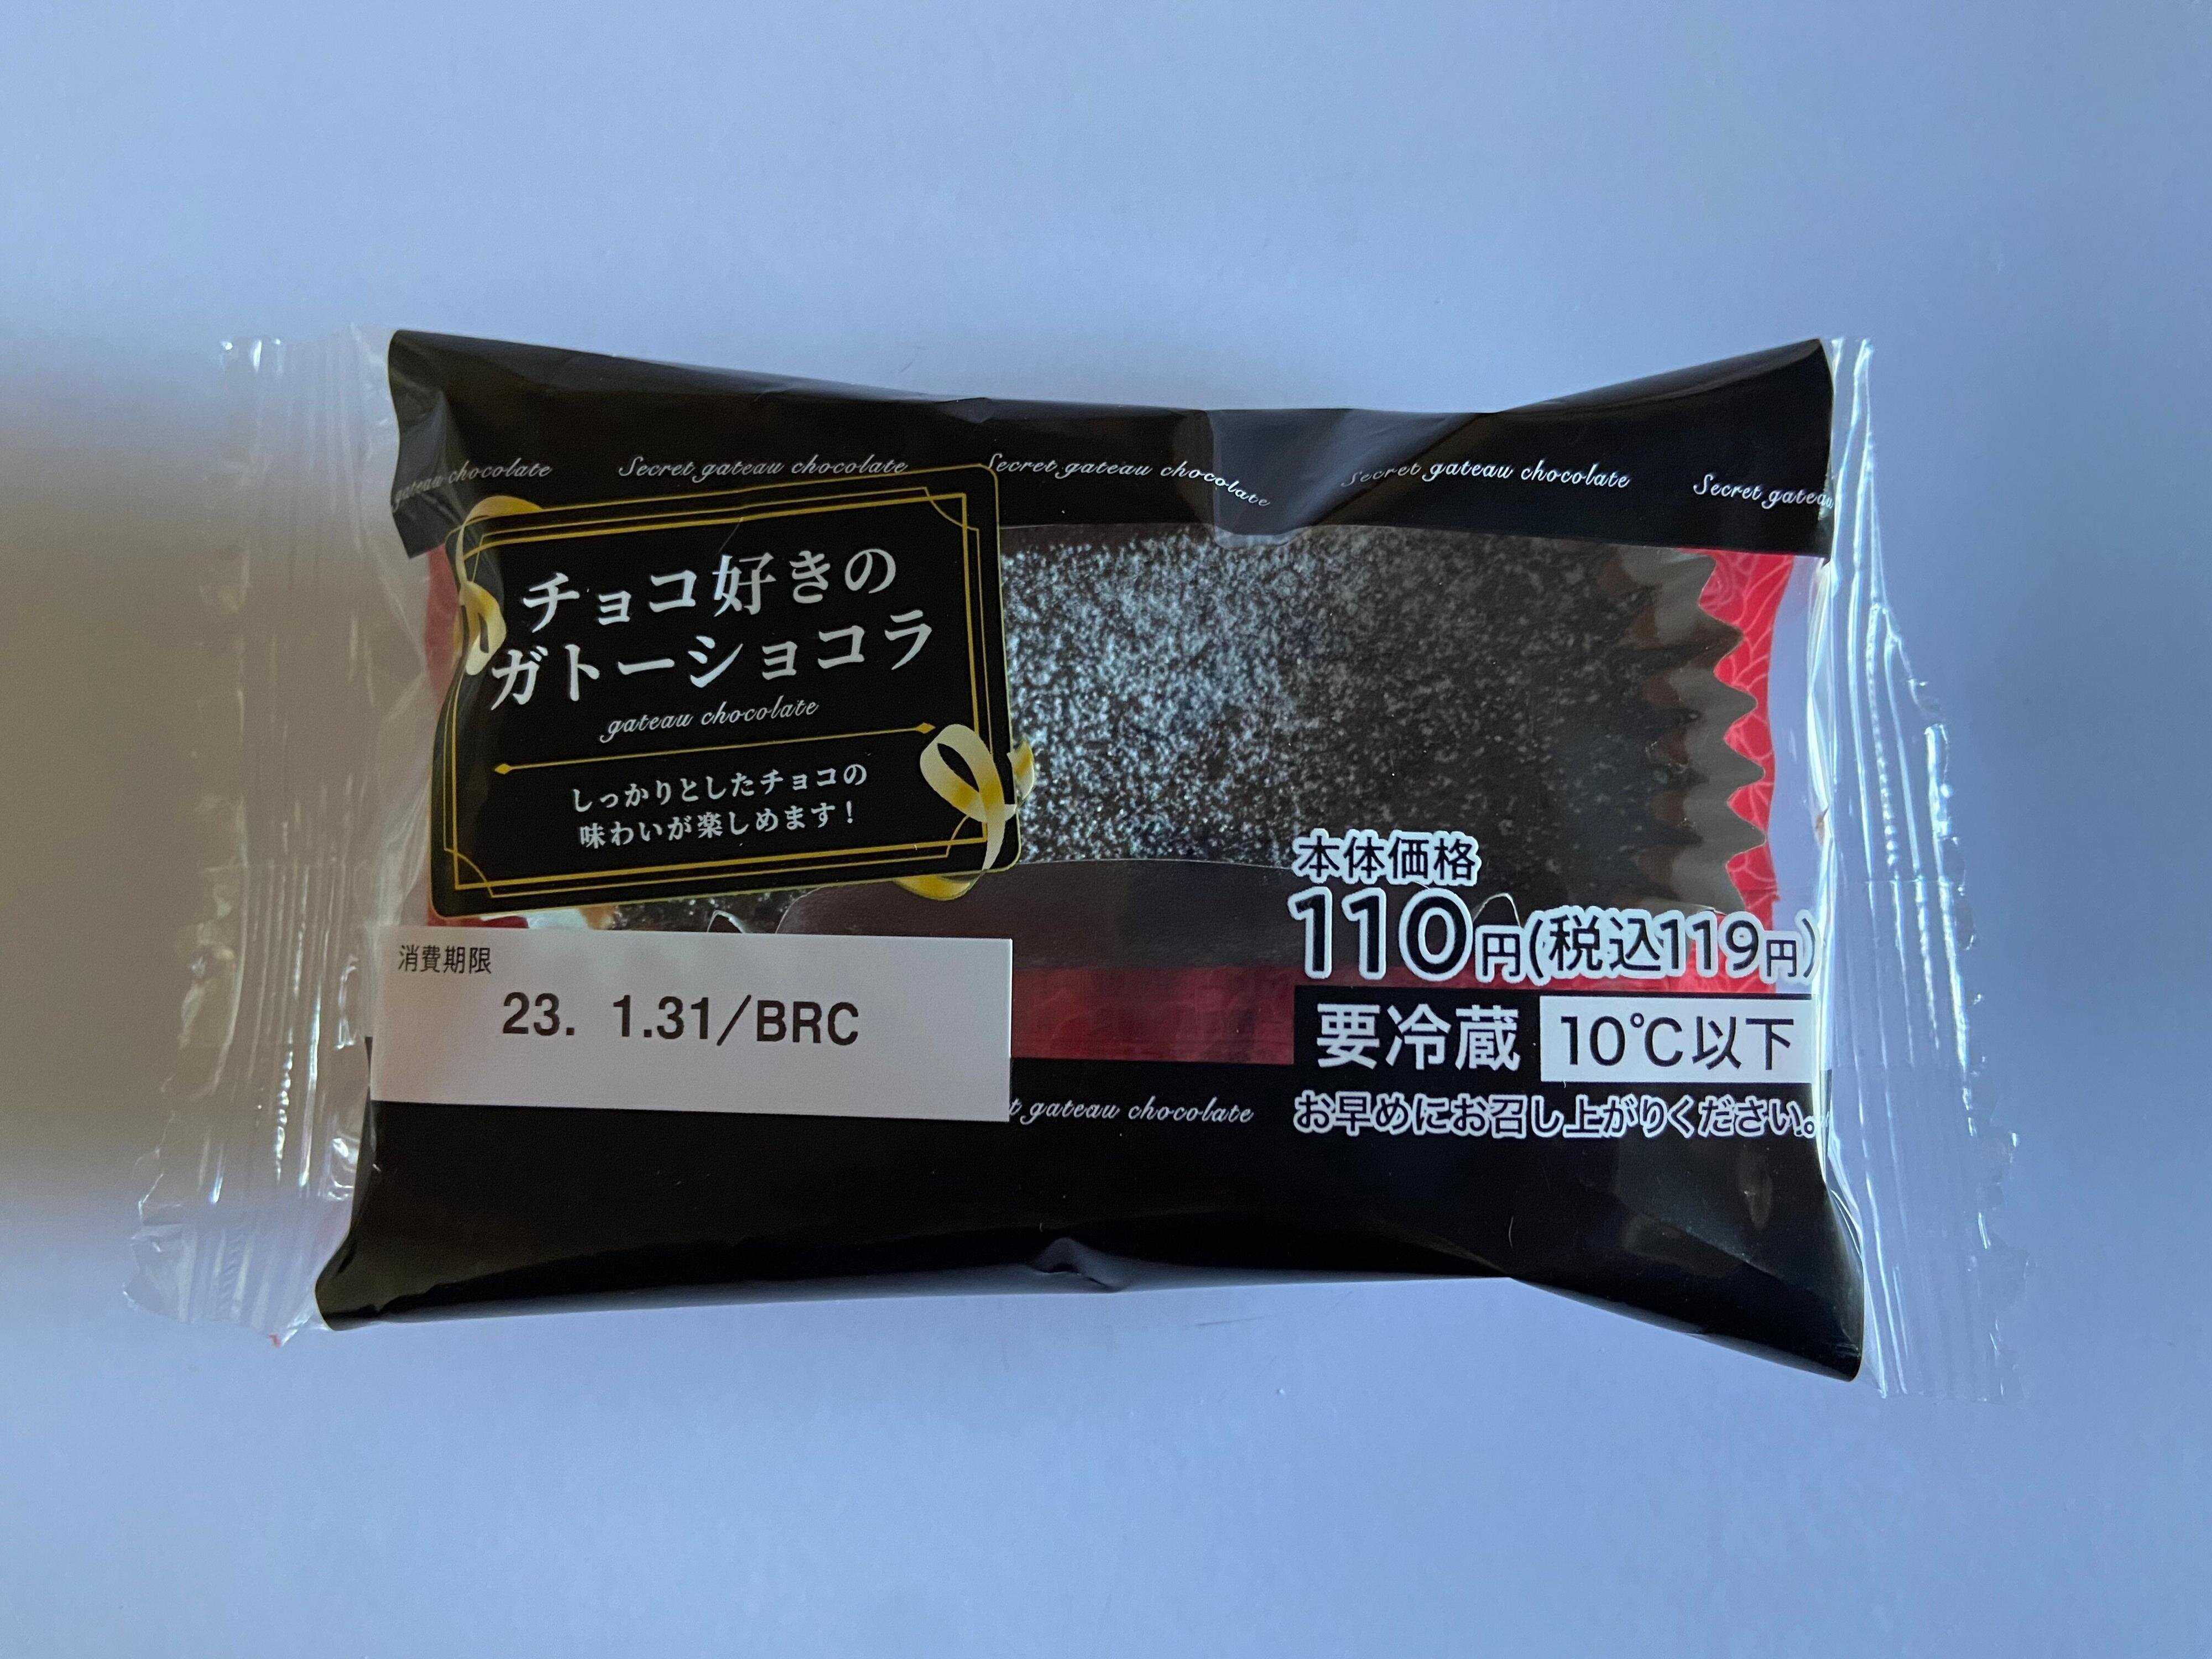 gateau chocolate
Secret gateau chocolate
Secret gateau chocolate
Secret gateau chocolate
Secret gateau
チョコ好きの
ガトーショコラ
gateau chocolate
しっかりとしたチョコの
味わいが楽しめます!
本体価格
110円(税込119円)
消費期限
23. 1.31/BRC
要冷蔵 10℃以下
gateau chocolate
お早めにお召し上がりください。